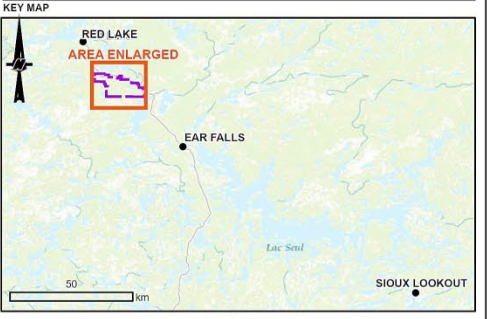 KEY MAP
RED LAKE
AREA ENLARGED
EAR FALLS
Lac Seul
50
km
SIOUX LOOKOUT